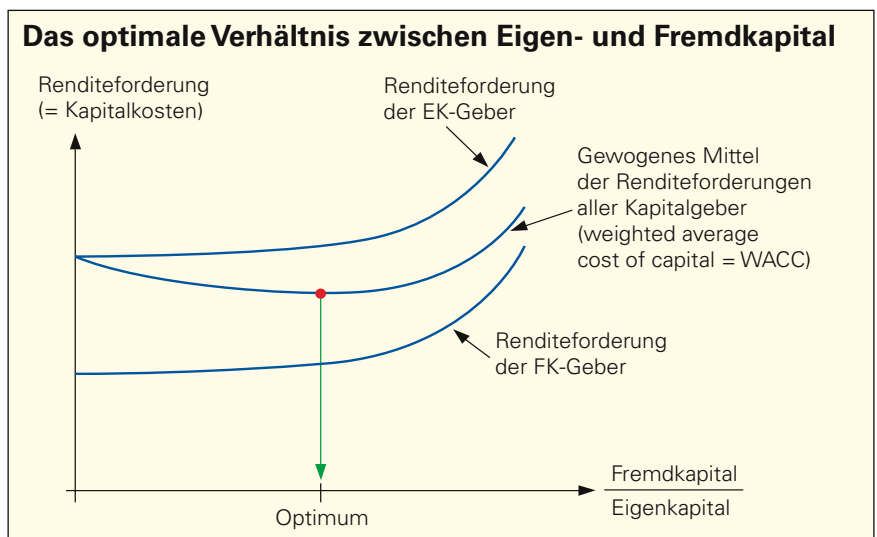 Das optimale Verhältnis zwischen Eigen- und Fremdkapital
Renditeforderung
(= Kapitalkosten)
Renditeforderung
der EK-Geber
Gewogenes Mittel
der Renditeforderungen
aller Kapitalgeber
(weighted average
cost of capital = WACC)
Renditeforderung
der FK-Geber
Fremdkapital
Eigenkapital
Optimum